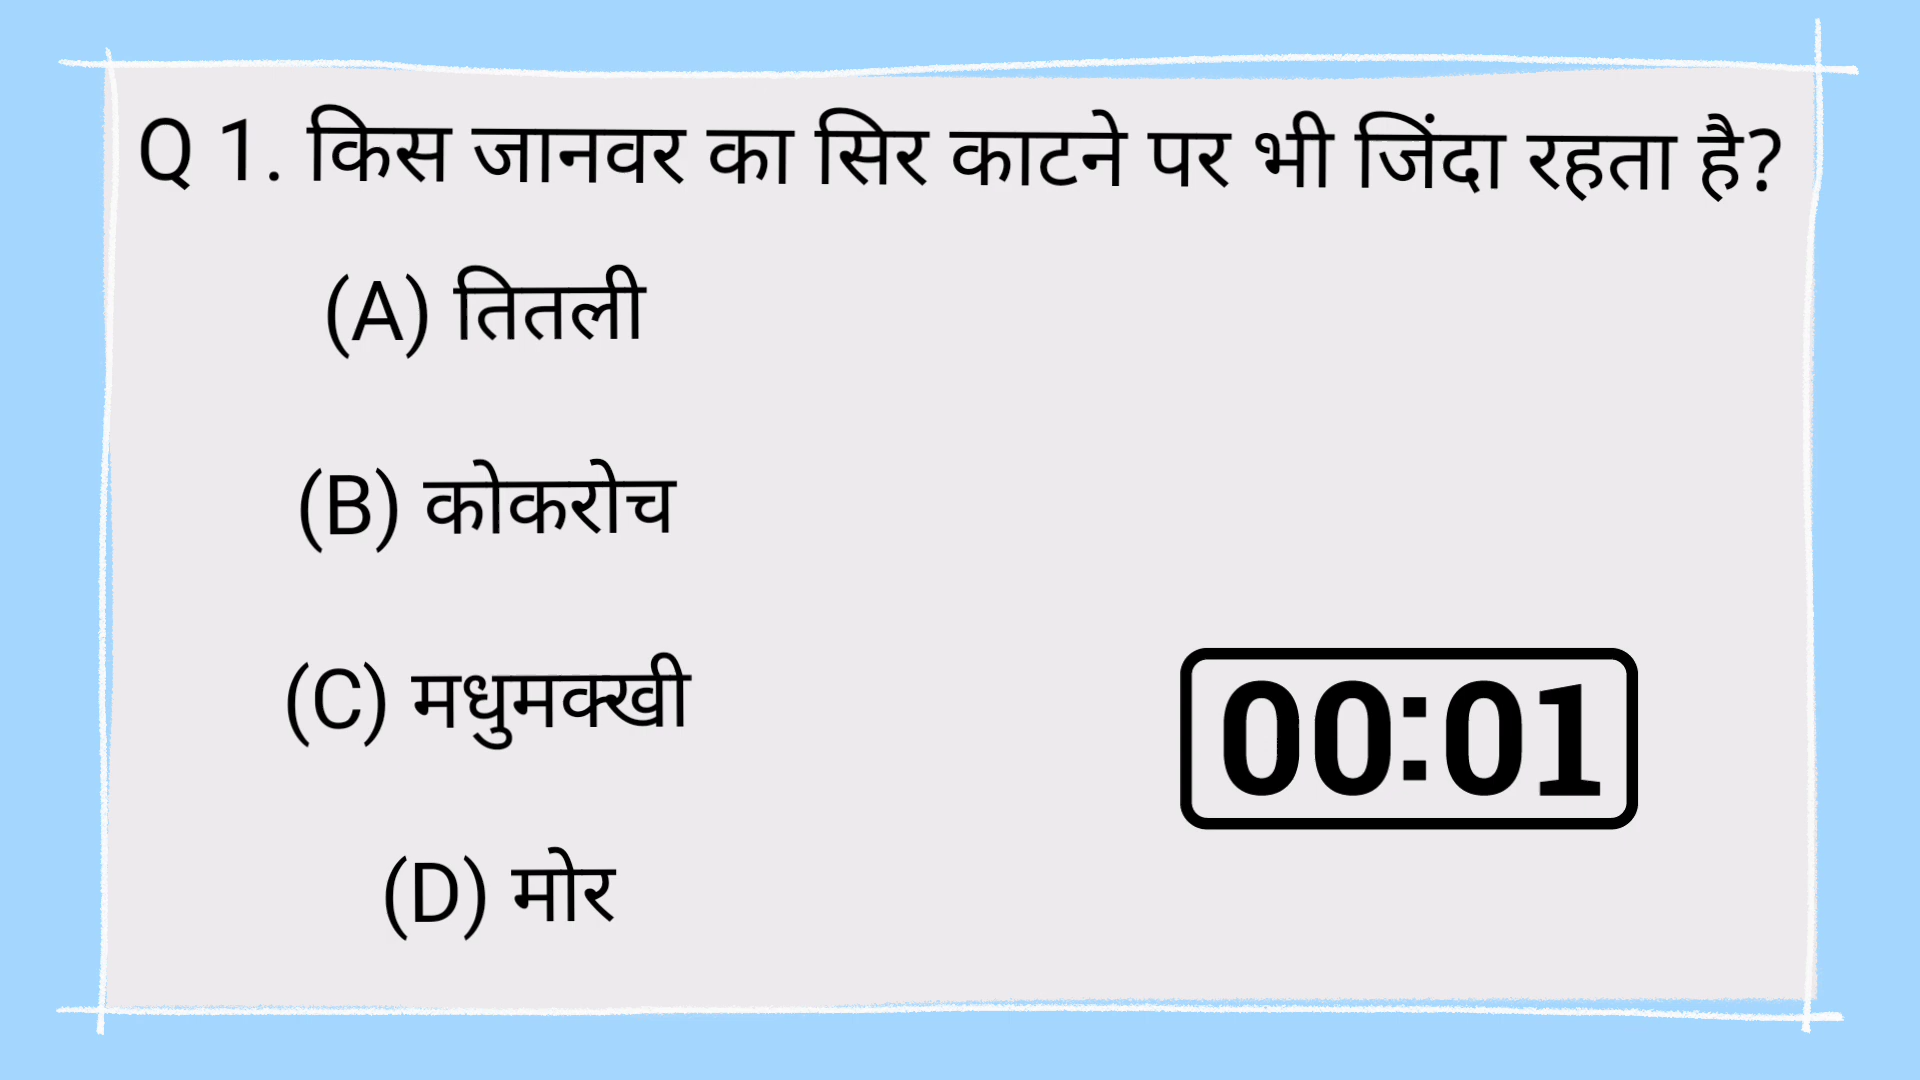 Q 1. किस जानवर का सिर काटने पर भी जिंदा रहता है?
(A) तितली
(B) कोकरोच
(C) मधुमक्खी
00:01
(D) मोर